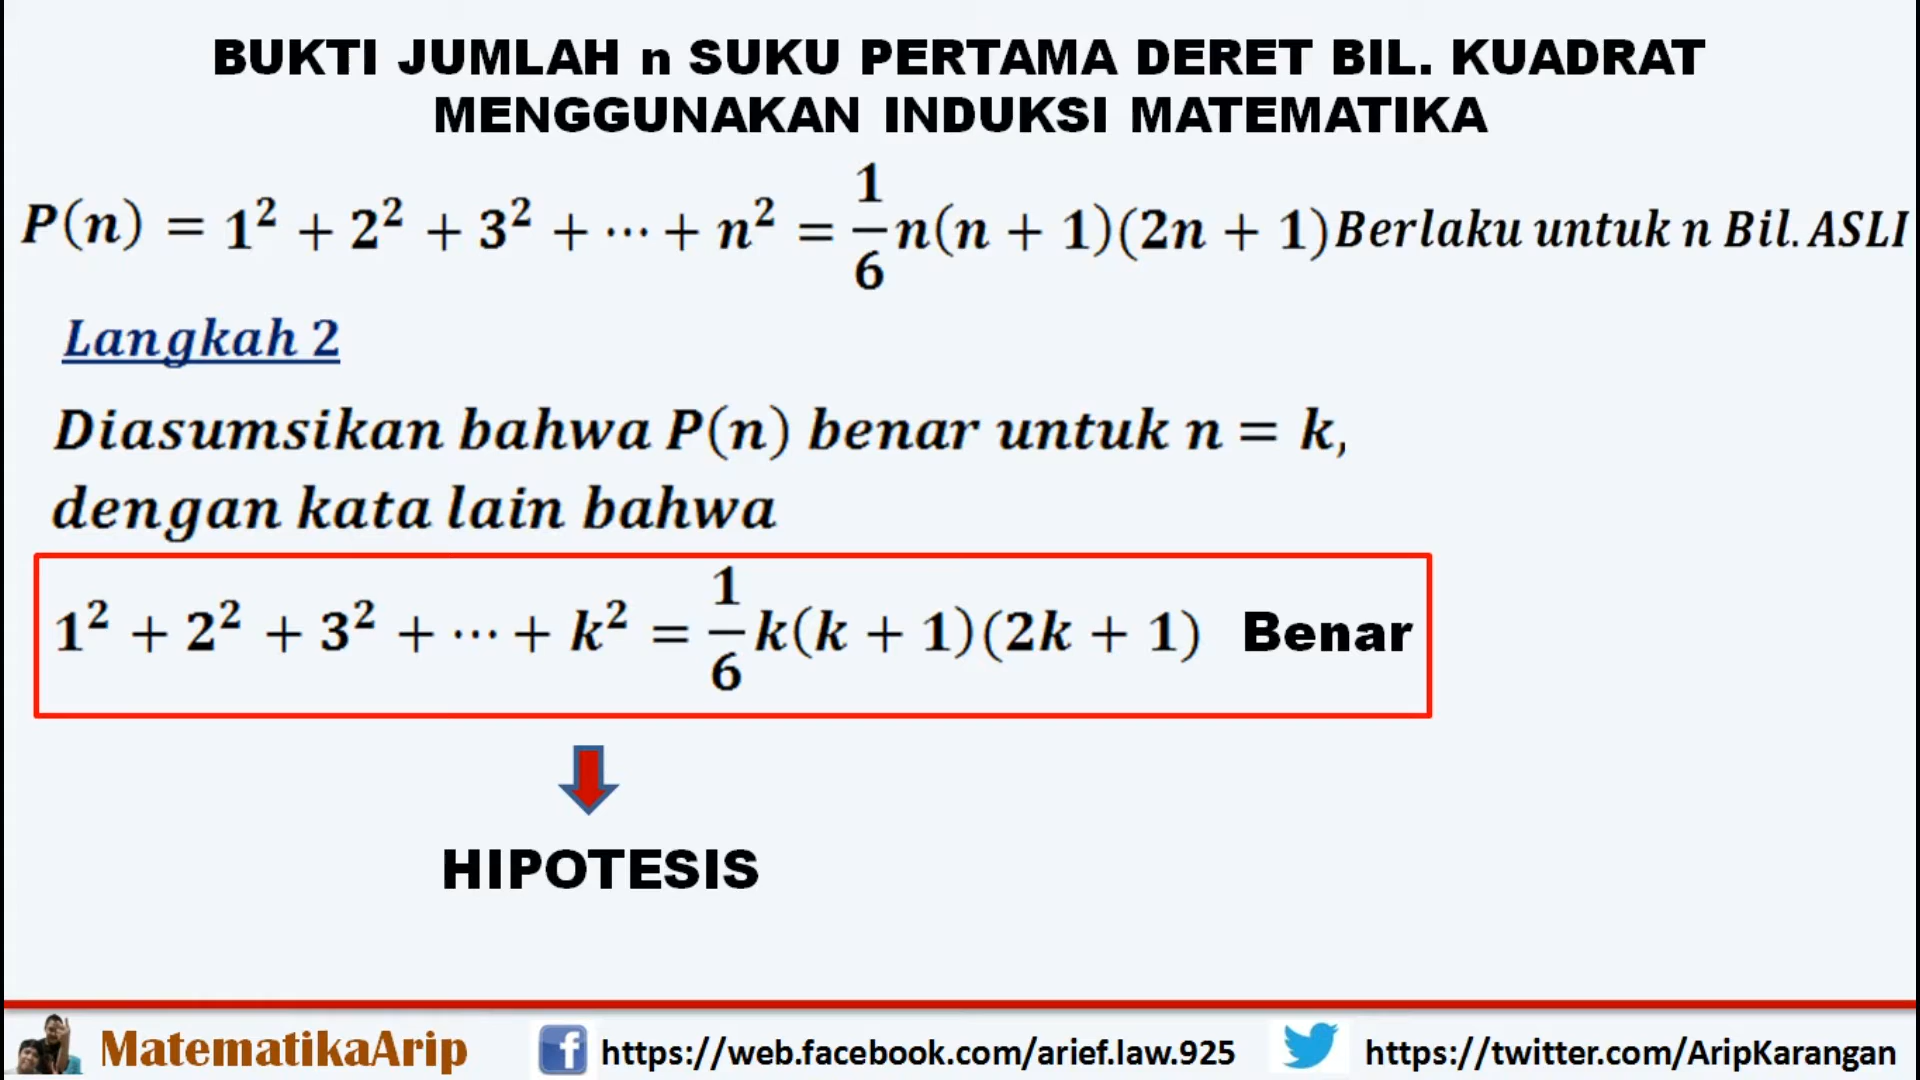 BUKTI JUMLAH n SUKU PERTAMA DERET BIL. KUADRAT
MENGGUNAKAN INDUKSI MATEMATIKA
P(n) = 1² + 2² + 3² + ⋯ + n² = 1/6 n(n + 1)(2n + 1) Berlaku untuk n Bil. ASLI
Langkah 2
Diasumsikan bahwa P(n) benar untuk n = k,
dengan kata lain bahwa
1² + 2² + 3² + ⋯ + k² = 1/6 k(k + 1)(2k + 1) Benar
HIPOTESIS
MatematikaArip f https://web.facebook.com/arief.law.925 https://twitter.com/AripKarangan